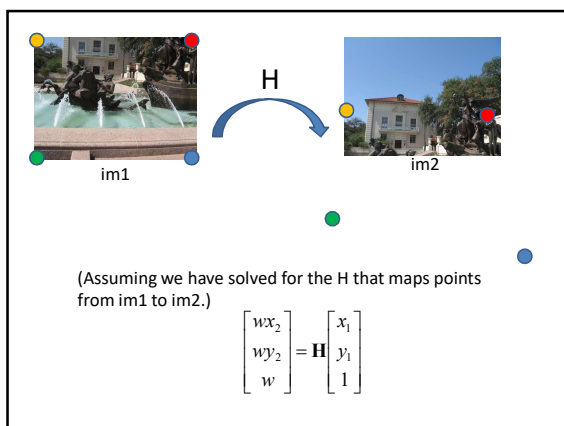 H
im1
im2
(Assuming we have solved for the H that maps points
from im1 to im2.)
[wx₂]   [x₁]
[wy₂] = H [y₁]
[w]   [1]